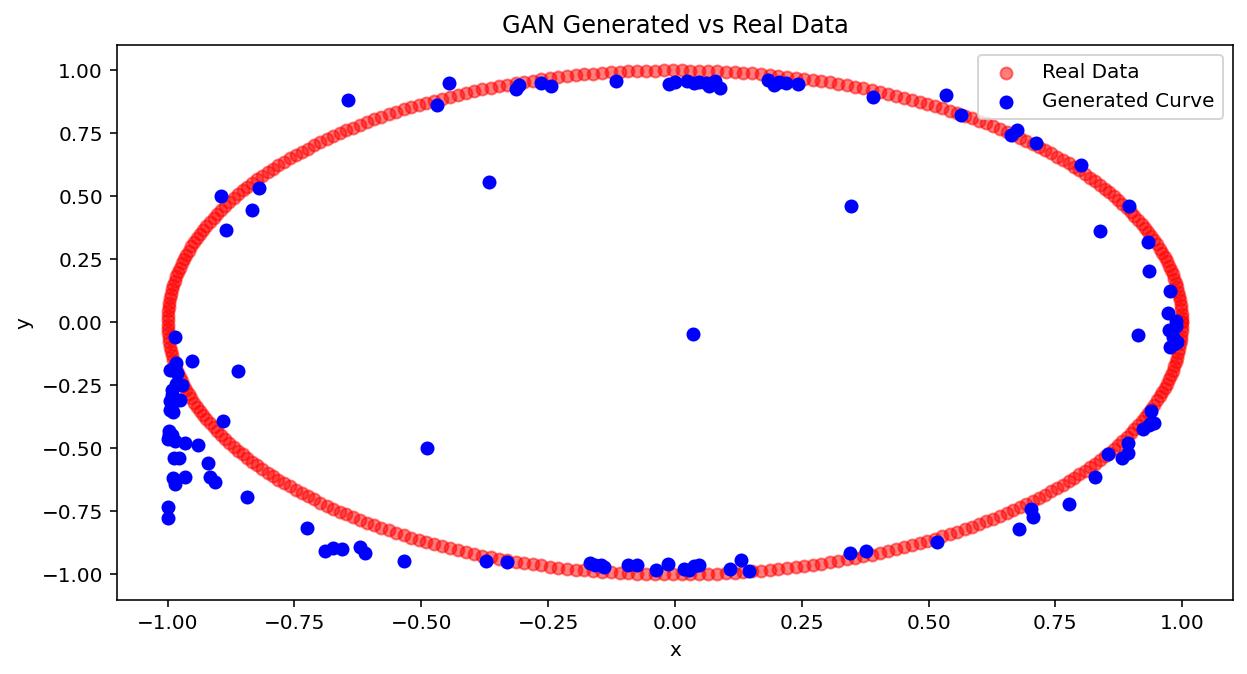 GAN Generated vs Real Data
Real Data
Generated Curve
1.00
0.75
0.50
0.25
0.00
−0.25
−0.50
−0.75
−1.00
y
−1.00 −0.75 −0.50 −0.25 0.00 0.25 0.50 0.75 1.00
x